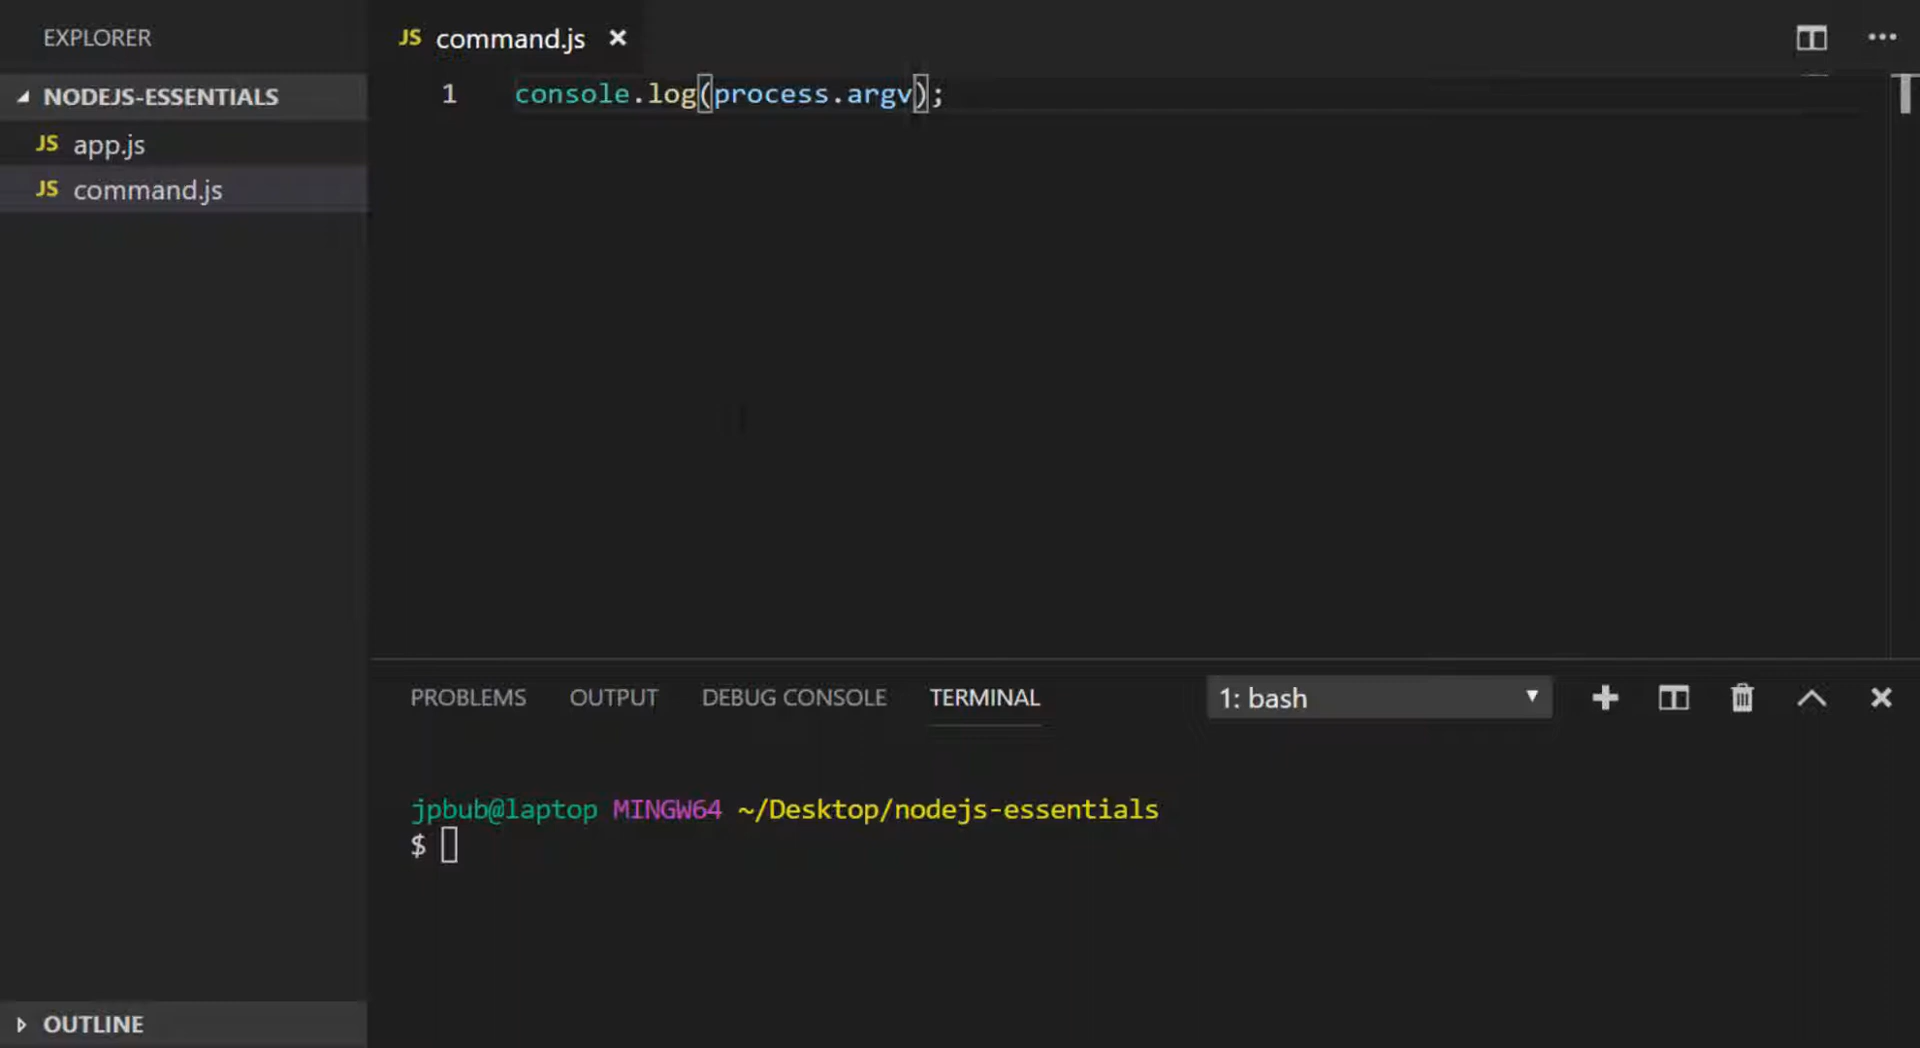 EXPLORER
NODEJS-ESSENTIALS
JS app.js
JS command.js
OUTLINE
JS command.js
1 console.log(process.argv);
PROBLEMS OUTPUT DEBUG CONSOLE TERMINAL 1: bash
jpbub@laptop MINGW64 ~/Desktop/nodejs-essentials
$